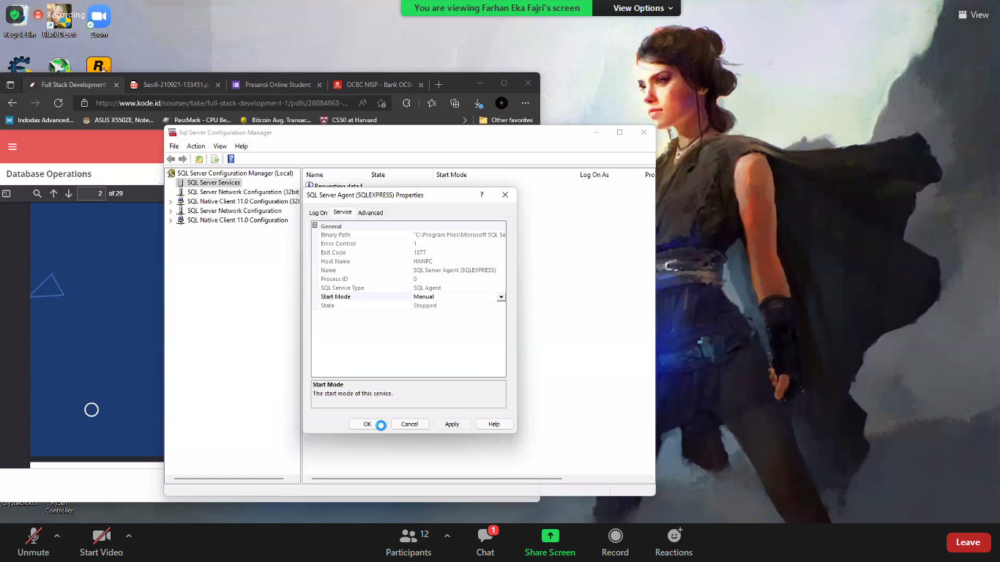 You are viewing Farhan Eka Fajri's screen
View Options
View
Recording
Recycle Bin
Black Desert
Zoom
Full Stack Development
Sesi6-210921-133451.p
Presensi Online Student
OCBC NISP - Bank OCB
https://www.kode.id/courses/take/full-stack-development-1/pdfs/28084868-...
Indodax Advanced...
ASUS X550ZE, Note...
PassMark - CPU Be...
Bitcoin Avg. Transac...
CS50 at Harvard
Other favorites
Database Operations
2 of 29
Sql Server Configuration Manager
File Action View Help
SQL Server Configuration Manager (Local)
SQL Server Services
SQL Server Network Configuration (32bit
SQL Native Client 11.0 Configuration (32b
SQL Server Network Configuration
SQL Native Client 11.0 Configuration
Name State Start Mode Log On As Pro
Requesting data f
SQL Server Agent (SQLEXPRESS) Properties
?
Log On Service Advanced
General
Binary Path "C:\Program Files\Microsoft SQL Se
Error Control 1
Exit Code 1077
Host Name HANPC
Name SQL Server Agent (SQLEXPRESS)
Process ID 0
SQL Service Type SQL Agent
Start Mode Manual
State Stopped
Start Mode
The start mode of this service.
OK Cancel Apply Help
CrystalDiski...
Ryzen
Controller
Unmute
Start Video
Participants
12
Chat
1
Share Screen
Record
Reactions
Leave